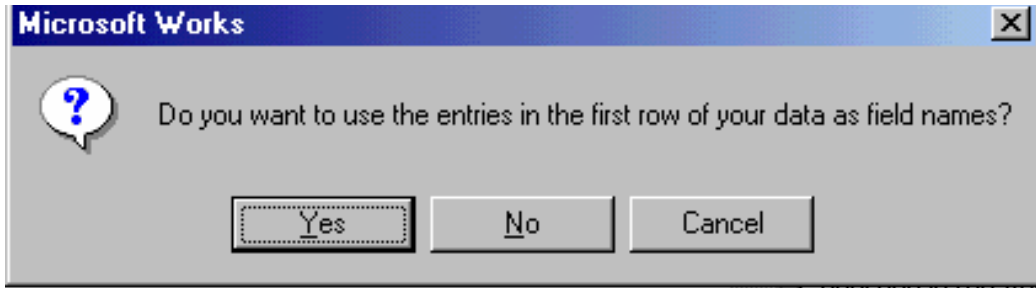 Microsoft Works
Do you want to use the entries in the first row of your data as field names?
Yes No Cancel